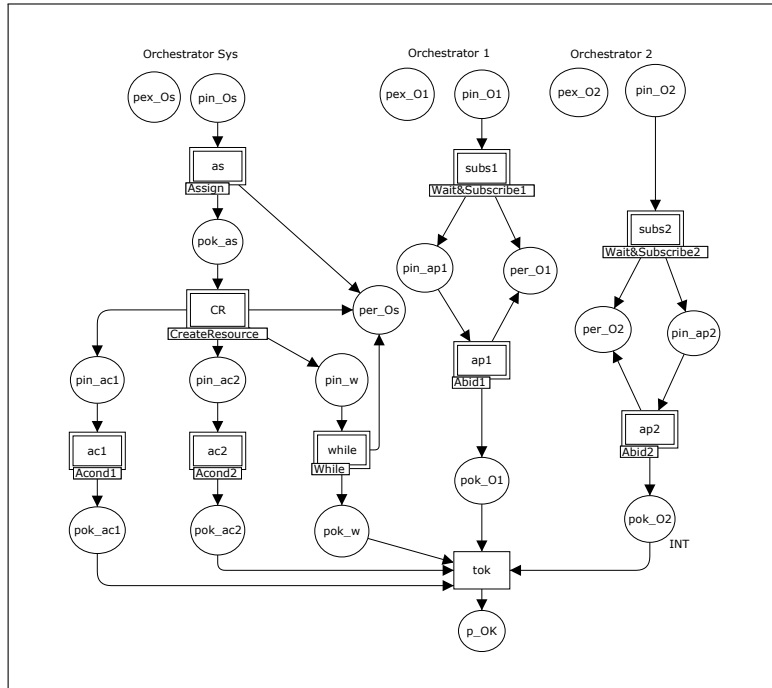 Orchestrator Sys
Orchestrator 1
Orchestrator 2
pex_Os
pin_Os
pex_O1
pin_O1
pex_O2
pin_O2
as
Assign
subs1
Wait&Subscribe1
pok_as
pin_ap1
per_O1
subs2
Wait&Subscribe2
CR
CreateResource
per_Os
per_O2
pin_ap2
ap1
Abid1
pin_ac1
pin_ac2
pin_w
ac1
Acond1
ac2
Acond2
while
While
ap2
Abid2
pok_O1
pok_ac1
pok_ac2
pok_w
pok_O2
INT
tok
p_OK